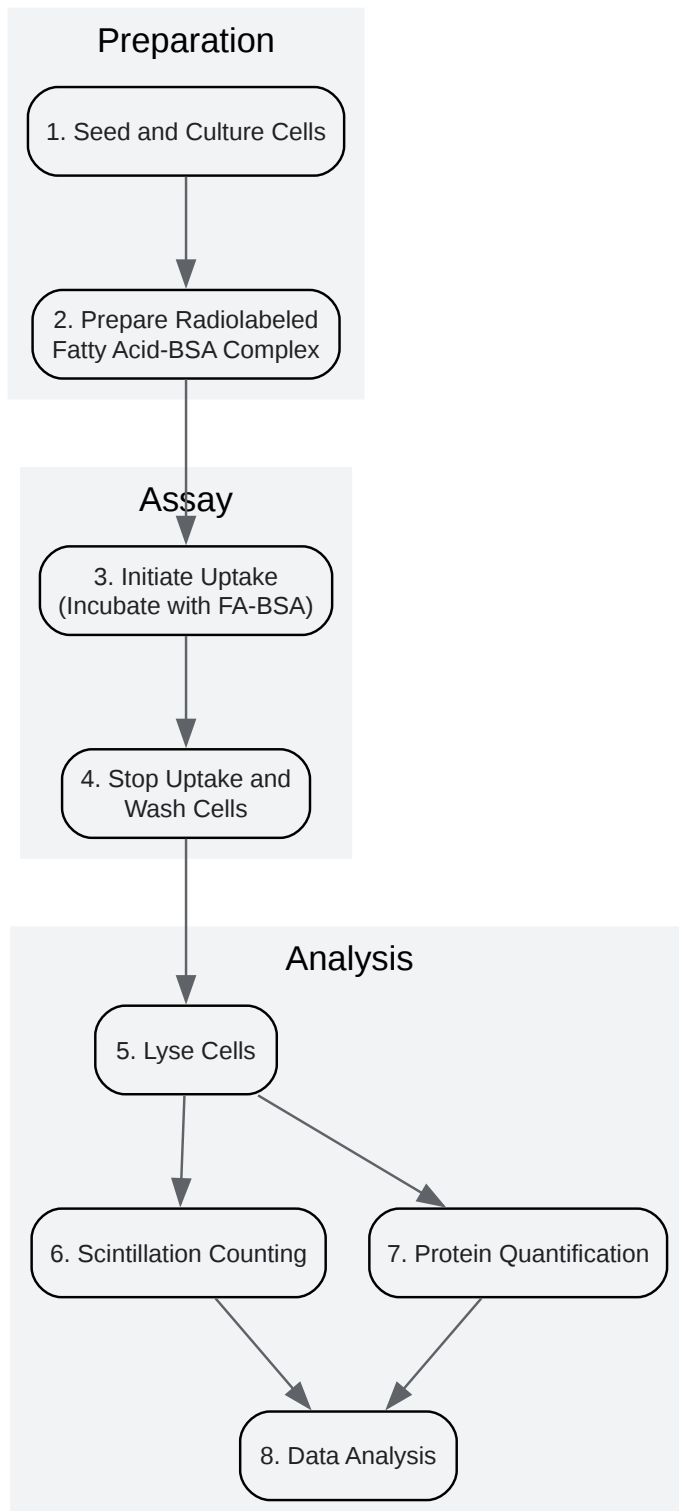 Preparation
1. Seed and Culture Cells
2. Prepare Radiolabeled
Fatty Acid-BSA Complex
Assay
3. Initiate Uptake
(Incubate with FA-BSA)
4. Stop Uptake and
Wash Cells
Analysis
5. Lyse Cells
6. Scintillation Counting
7. Protein Quantification
8. Data Analysis